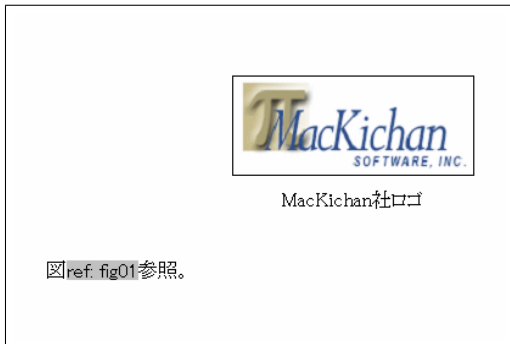 MacKichan
SOFTWARE, INC.
MacKichan社ロゴ
図ref: fig01参照。